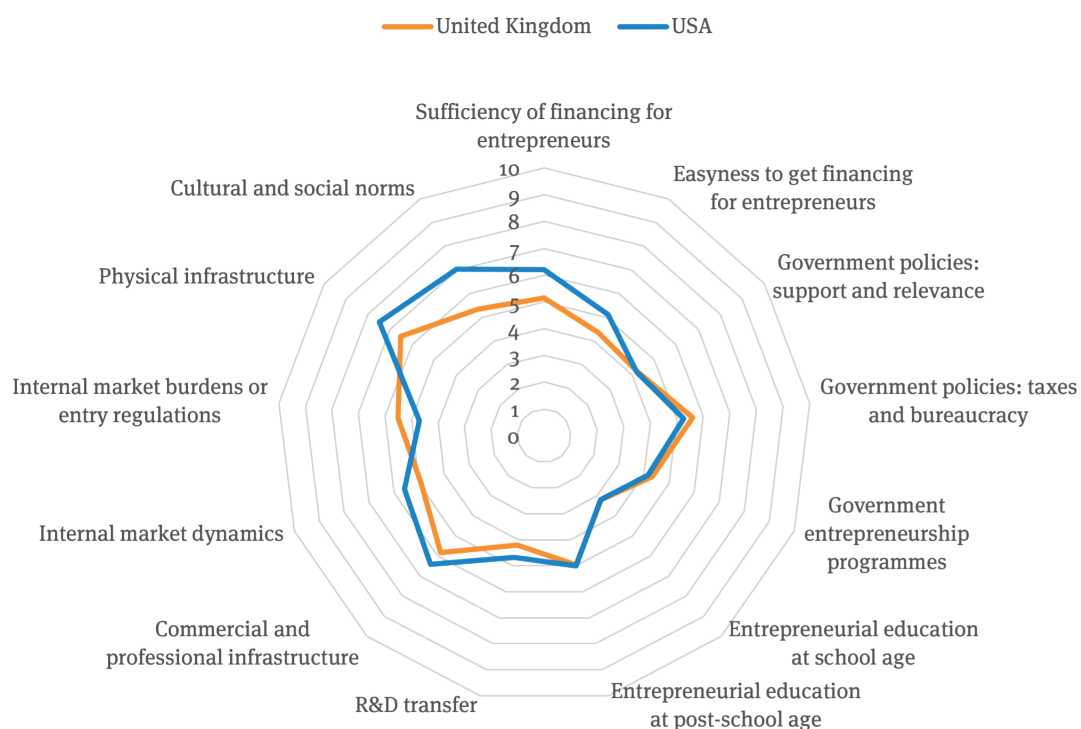 United Kingdom
USA
Sufficiency of financing for
entrepreneurs
Easyness to get financing
for entrepreneurs
Government policies:
support and relevance
Government policies: taxes
and bureaucracy
Government
entrepreneurship
programmes
Entrepreneurial education
at school age
Entrepreneurial education
at post-school age
R&D transfer
Commercial and
professional infrastructure
Internal market dynamics
Internal market burdens or
entry regulations
Physical infrastructure
Cultural and social norms
10
9
8
7
6
5
4
3
2
1
0